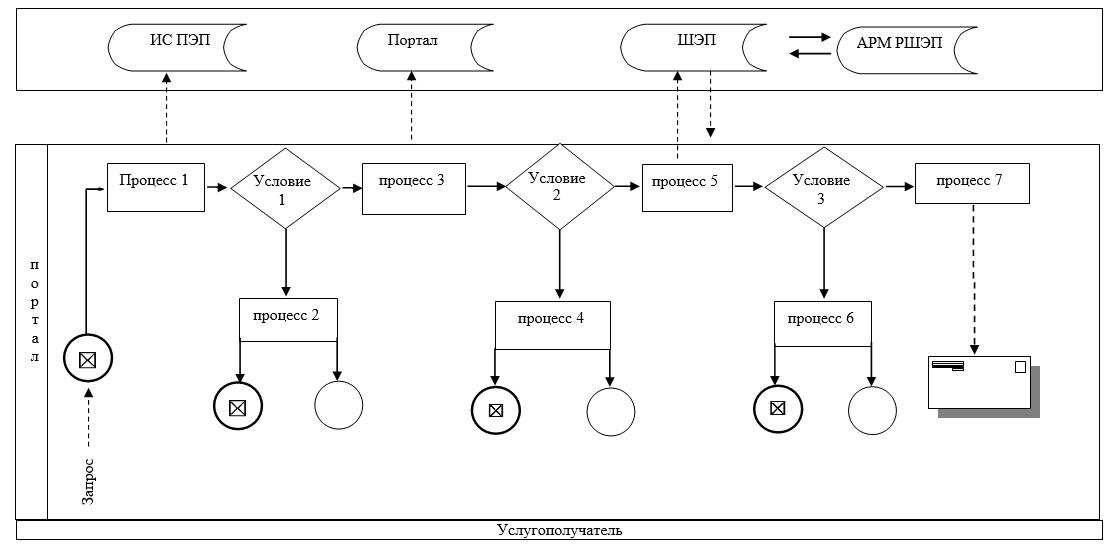 ИС ПЭП
Портал
ШЭП
АРМ РШЭП
Процесс 1
Условие
1
процесс 3
Условие
2
процесс 5
Условие
3
процесс 7
портал
процесс 2
процесс 4
процесс 6
Запрос
Услугополучатель